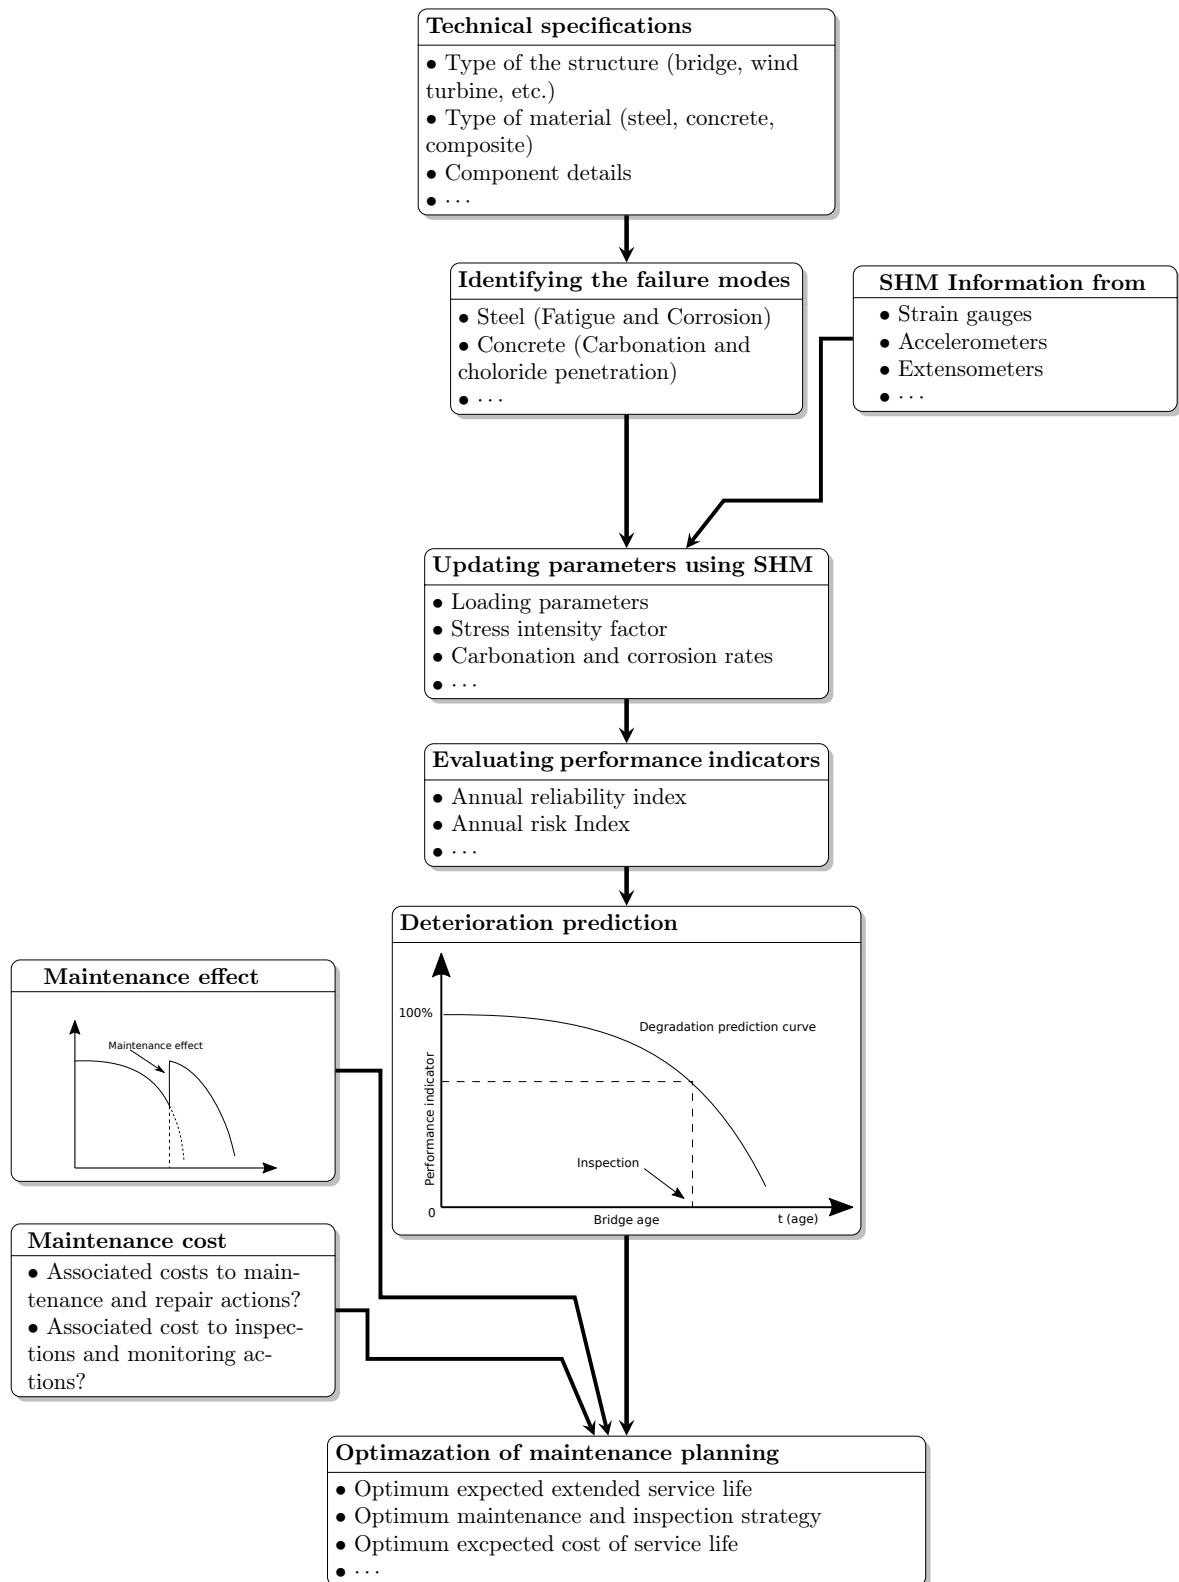 Technical specifications
• Type of the structure (bridge, wind
turbine, etc.)
• Type of material (steel, concrete,
composite)
• Component details
• · · ·
Identifying the failure modes
• Steel (Fatigue and Corrosion)
• Concrete (Carbonation and
choloride penetration)
• · · ·
SHM Information from
• Strain gauges
• Accelerometers
• Extensometers
• · · ·
Updating parameters using SHM
• Loading parameters
• Stress intensity factor
• Carbonation and corrosion rates
• · · ·
Evaluating performance indicators
• Annual reliability index
• Annual risk Index
• · · ·
Deterioration prediction
100%
Degradation prediction curve
Performance indicator
Inspection
0
Bridge age
t (age)
Maintenance effect
Maintenance effect
Maintenance cost
• Associated costs to main-
tenance and repair actions?
• Associated cost to inspec-
tions and monitoring ac-
tions?
Optimazation of maintenance planning
• Optimum expected extended service life
• Optimum maintenance and inspection strategy
• Optimum excpected cost of service life
• · · ·